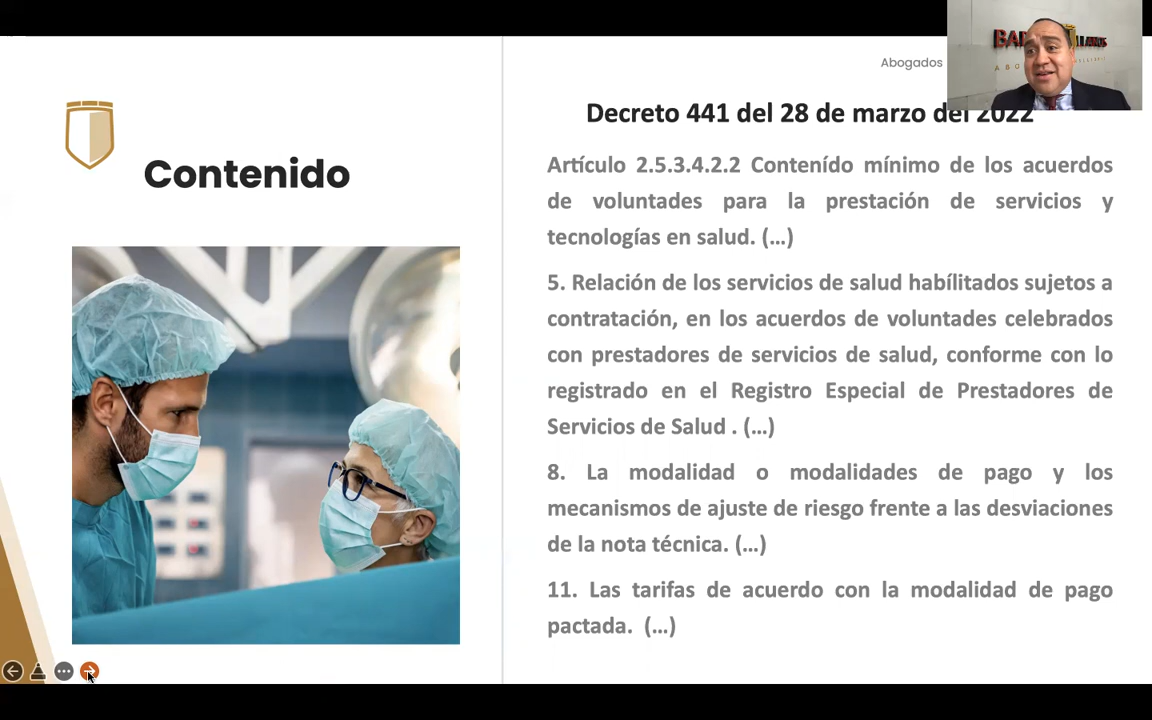 Abogados
Decreto 441 del 28 de marzo del 2022
Contenido
Artículo 2.5.3.4.2.2 Contenído mínimo de los acuerdos
de voluntades para la prestación de servicios y
tecnologías en salud. (...)
5. Relación de los servicios de salud habílitados sujetos a
contratación, en los acuerdos de voluntades celebrados
con prestadores de servicios de salud, conforme con lo
registrado en el Registro Especial de Prestadores de
Servicios de Salud . (...)
8. La modalidad o modalidades de pago y los
mecanismos de ajuste de riesgo frente a las desviaciones
de la nota técnica. (...)
11. Las tarifas de acuerdo con la modalidad de pago
pactada. (...)